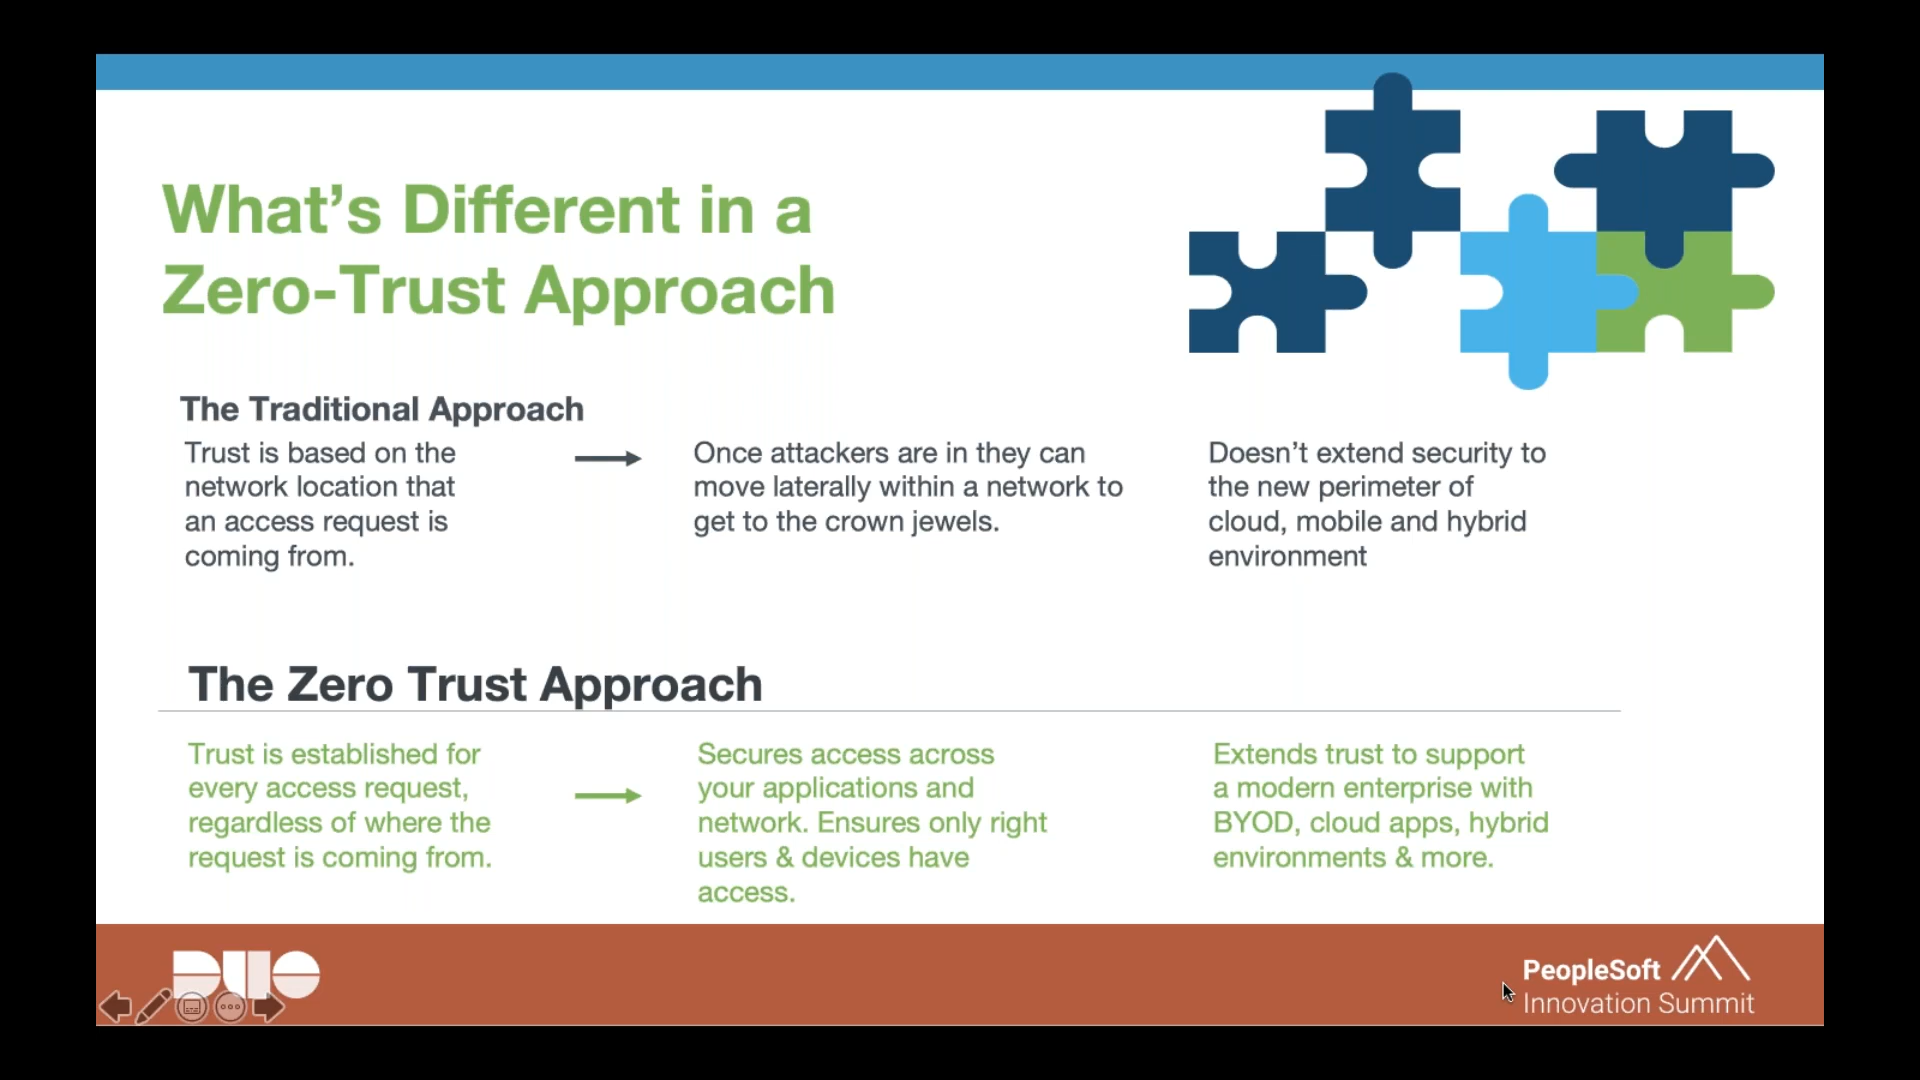 What’s Different in a
Zero-Trust Approach
The Traditional Approach
Trust is based on the
network location that
an access request is
coming from.
Once attackers are in they can
move laterally within a network to
get to the crown jewels.
Doesn’t extend security to
the new perimeter of
cloud, mobile and hybrid
environment
The Zero Trust Approach
Trust is established for
every access request,
regardless of where the
request is coming from.
Secures access across
your applications and
network. Ensures only right
users & devices have
access.
Extends trust to support
a modern enterprise with
BYOD, cloud apps, hybrid
environments & more.
DUO
PeopleSoft
Innovation Summit